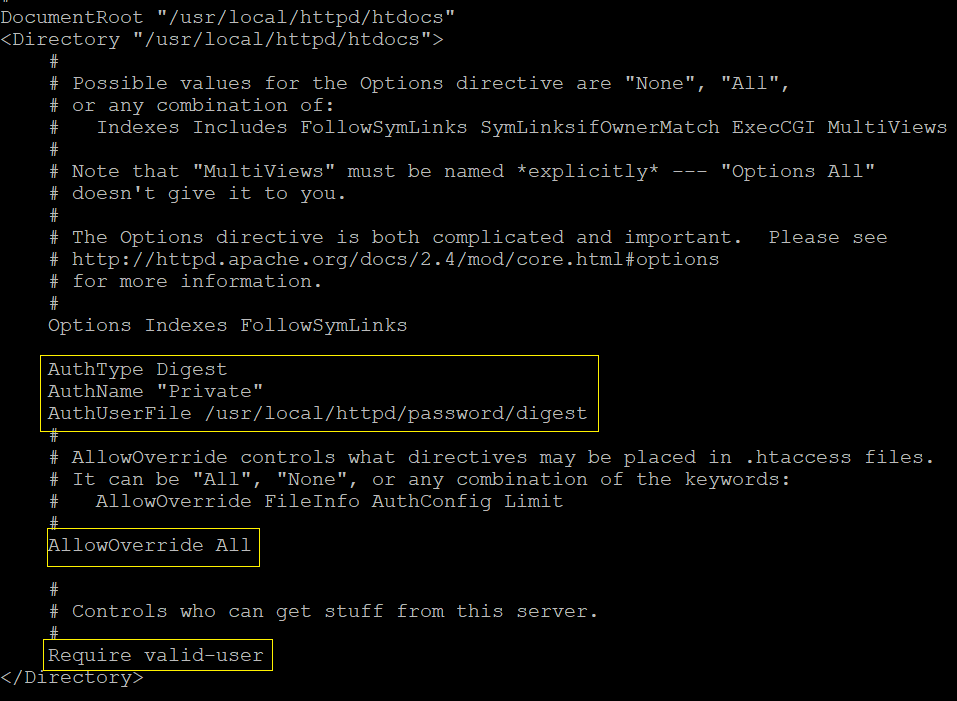 DocumentRoot "/usr/local/httpd/htdocs"
<Directory "/usr/local/httpd/htdocs">
    #
    # Possible values for the Options directive are "None", "All",
    # or any combination of:
    #   Indexes Includes FollowSymLinks SymLinksifOwnerMatch ExecCGI MultiViews
    #
    # Note that "MultiViews" must be named *explicitly* --- "Options All"
    # doesn't give it to you.
    #
    # The Options directive is both complicated and important.  Please see
    # http://httpd.apache.org/docs/2.4/mod/core.html#options
    # for more information.
    #
    Options Indexes FollowSymLinks

    AuthType Digest
    AuthName "Private"
    AuthUserFile /usr/local/httpd/password/digest
    #
    # AllowOverride controls what directives may be placed in .htaccess files.
    # It can be "All", "None", or any combination of the keywords:
    #   AllowOverride FileInfo AuthConfig Limit
    #
    AllowOverride All

    #
    # Controls who can get stuff from this server.
    #
    Require valid-user
</Directory>